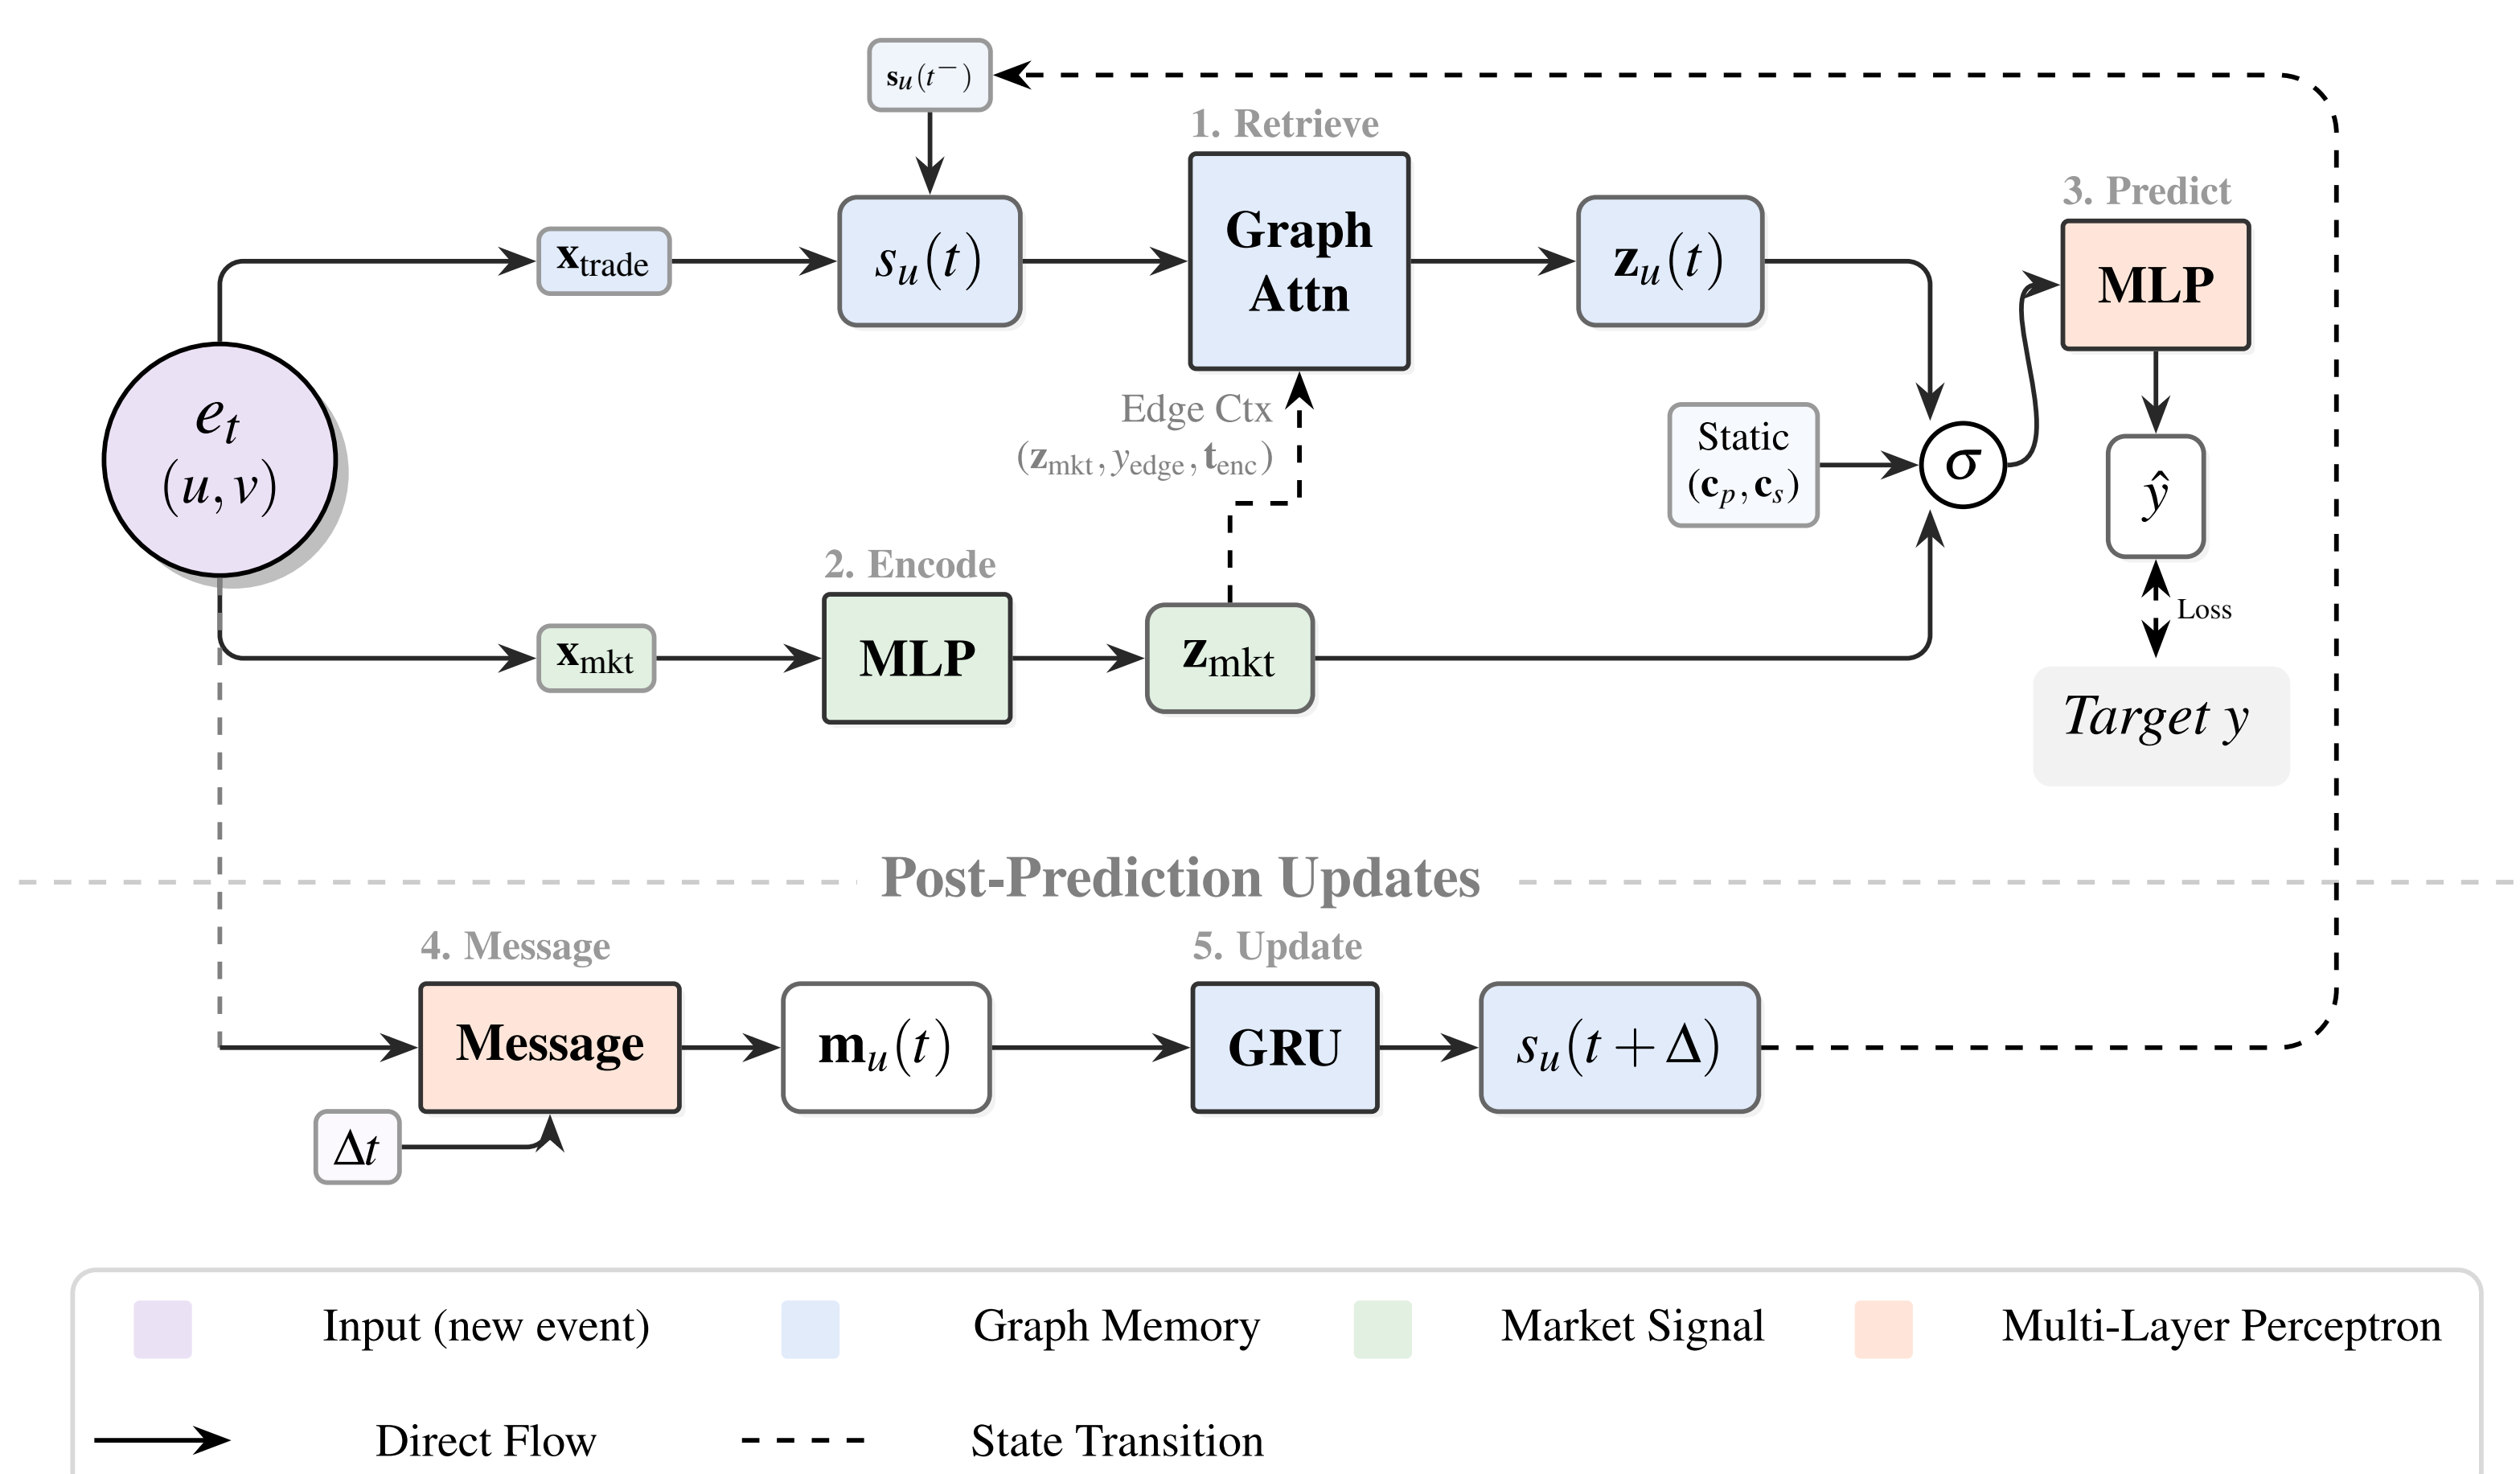 s_u(t⁻)
1. Retrieve
3. Predict
x_trade
s_u(t)
Graph
Attn
z_u(t)
MLP
e_t
(u, v)
Edge Ctx
(z_mkt, y_edge, t_enc)
Static
(c_p, c_s)
σ
ŷ
2. Encode
Loss
x_mkt
MLP
z_mkt
Target y
Post-Prediction Updates
4. Message
5. Update
Message
m_u(t)
GRU
s_u(t + Δ)
Δt
Input (new event)
Graph Memory
Market Signal
Multi-Layer Perceptron
Direct Flow
State Transition